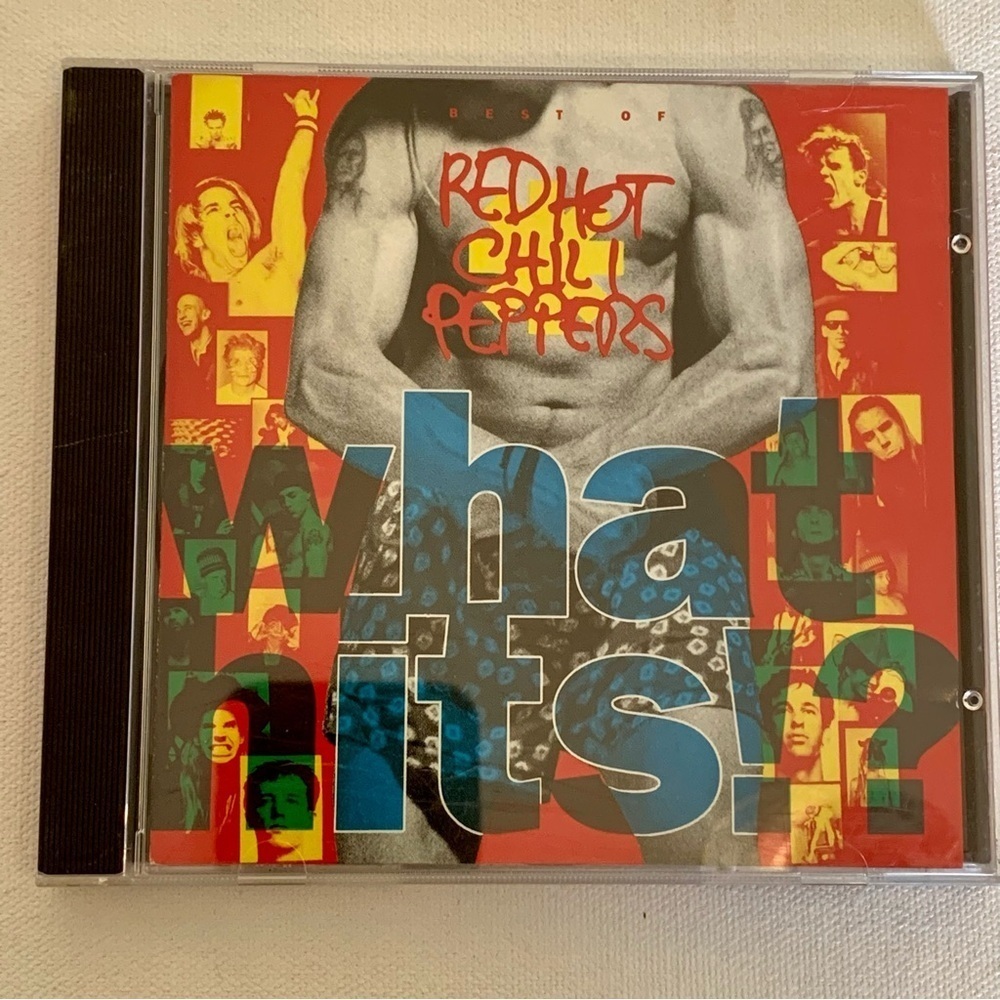 BEST OF
RED HOT
CHILI
PEPPERS
what
hits!?